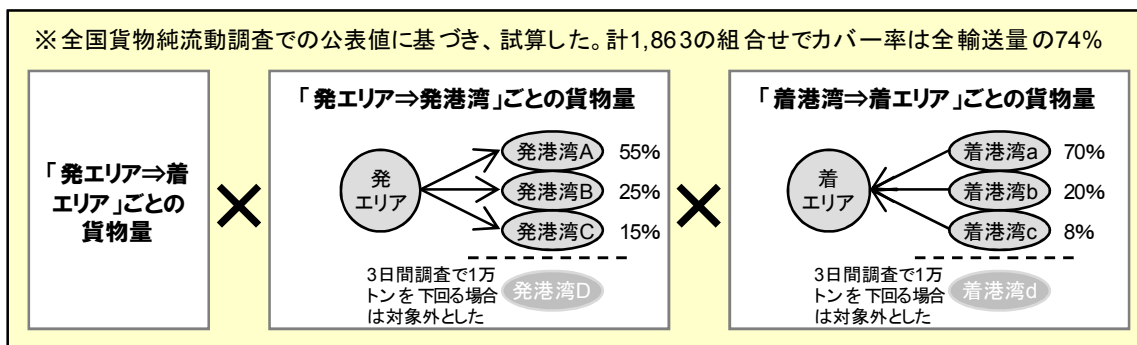 ※全国貨物純流動調査での公表値に基づき、試算した。計1,863の組合せでカバー率は全輸送量の74%
「発エリア⇒着
エリア」ごとの
貨物量
×
「発エリア⇒発港湾」ごとの貨物量
発
エリア
発港湾A 55%
発港湾B 25%
発港湾C 15%
3日間調査で1万
トンを下回る場合
は対象外とした
発港湾D
×
「着港湾⇒着エリア」ごとの貨物量
着
エリア
着港湾a 70%
着港湾b 20%
着港湾c 8%
3日間調査で1万
トンを下回る場合
は対象外とした
着港湾d